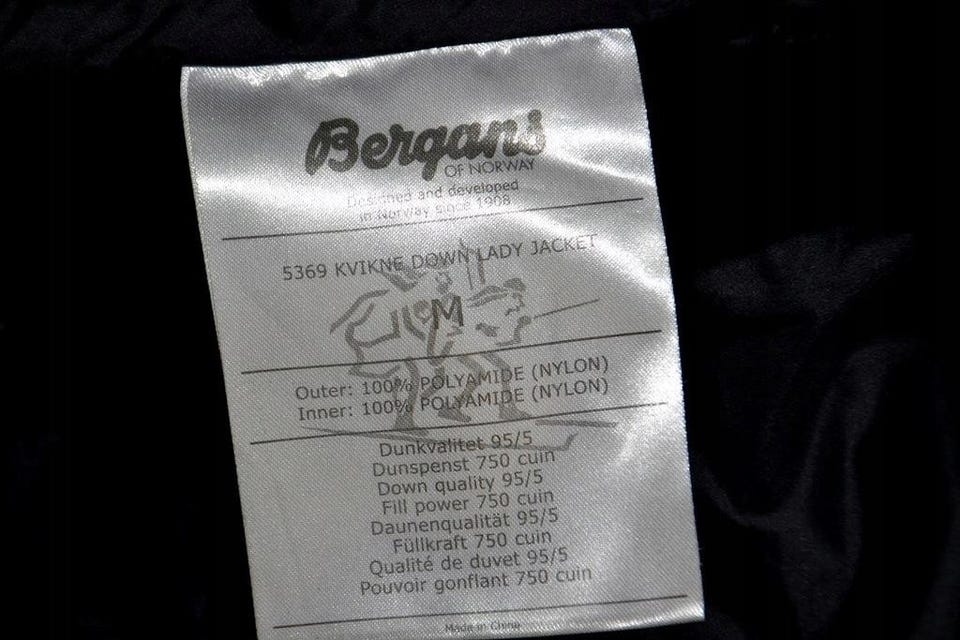 Bergans
OF NORWAY
Designed and developed
in Norway since 1908
5369 KVIKNE DOWN LADY JACKET
M
Outer: 100% POLYAMIDE (NYLON)
Inner: 100% POLYAMIDE (NYLON)
Dunkvalitet 95/5
Dunspenst 750 cuin
Down quality 95/5
Fill power 750 cuin
Daunenqualität 95/5
Füllkraft 750 cuin
Qualité de duvet 95/5
Pouvoir gonflant 750 cuin
Made in China